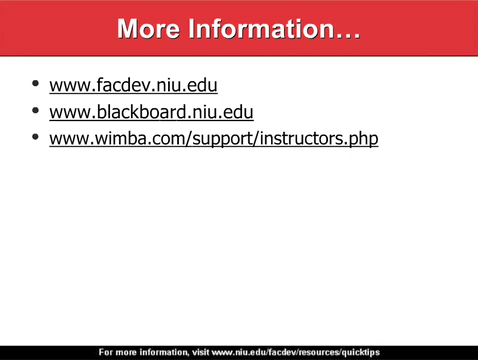 More Information…
• www.facdev.niu.edu
• www.blackboard.niu.edu
• www.wimba.com/support/instructors.php
For more information, visit www.niu.edu/facdev/resources/quicktips